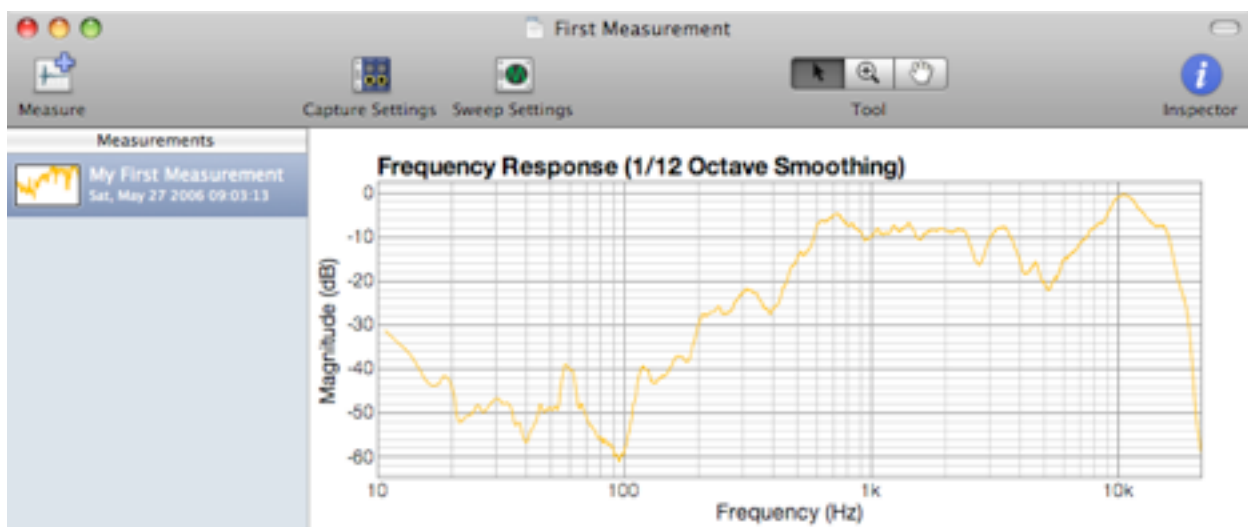 First Measurement
Measure
Capture Settings
Sweep Settings
Tool
Inspector
Measurements
My First Measurement
Sat, May 27 2006 09:03:13
Frequency Response (1/12 Octave Smoothing)
Magnitude (dB)
0
-10
-20
-30
-40
-50
-60
10
100
1k
10k
Frequency (Hz)